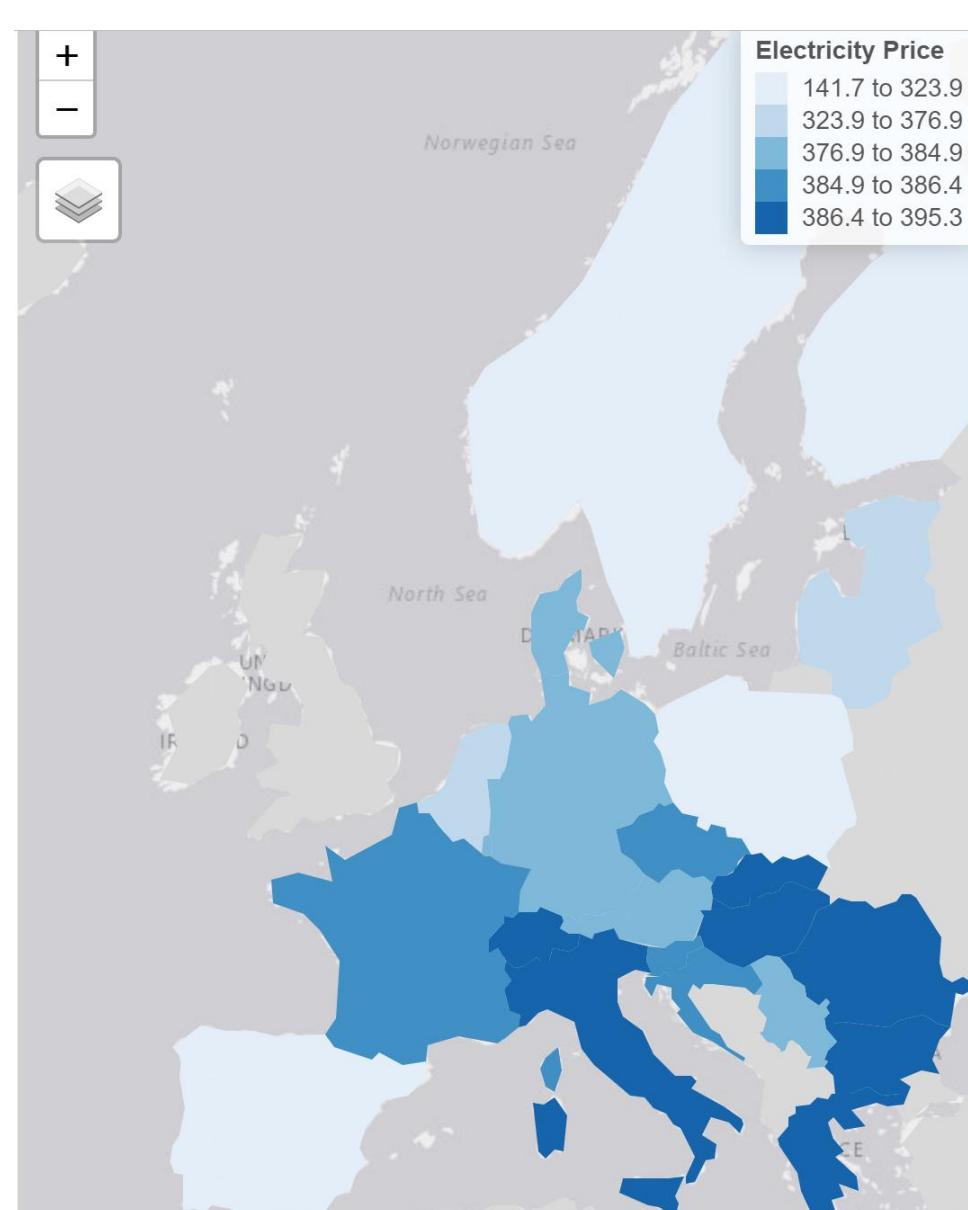 +
−
Electricity Price
141.7 to 323.9
323.9 to 376.9
376.9 to 384.9
384.9 to 386.4
386.4 to 395.3
Norwegian Sea
North Sea
Baltic Sea